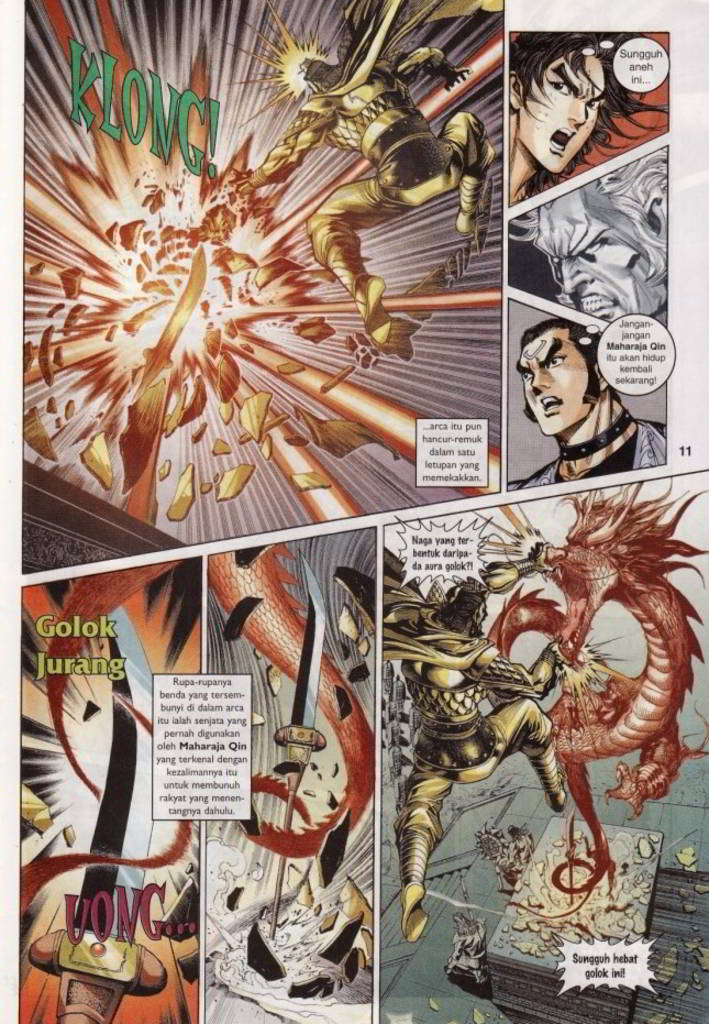 KLONG!
Sungguh
aneh
ini...
Jangan-
jangan
Maharaja Qin
itu akan hidup
kembali
sekarang!
...arca itu pun
hancur-remuk
dalam satu
letupan yang
memekakkan.
11
Golok
Jurang
Rupa-rupanya
benda yang tersem-
bunyi di dalam arca
itu ialah senjata yang
pernah digunakan
oleh Maharaja Qin
yang terkenal dengan
kezalimannya itu
untuk membunuh
rakyat yang menen-
tangnya dahulu.
UONG...
Naga yang ter-
bentuk daripa-
da aura golok?!
Sungguh hebat
golok ini!